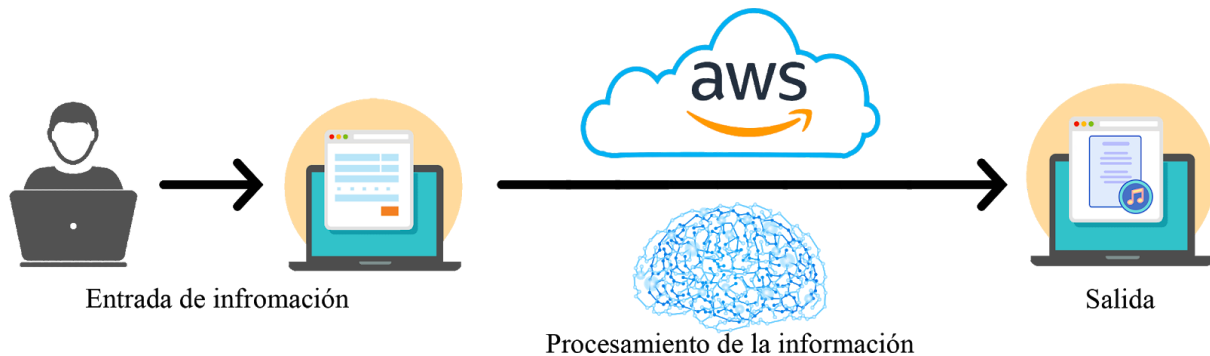 aws
Entrada de infromación
Salida
Procesamiento de la información